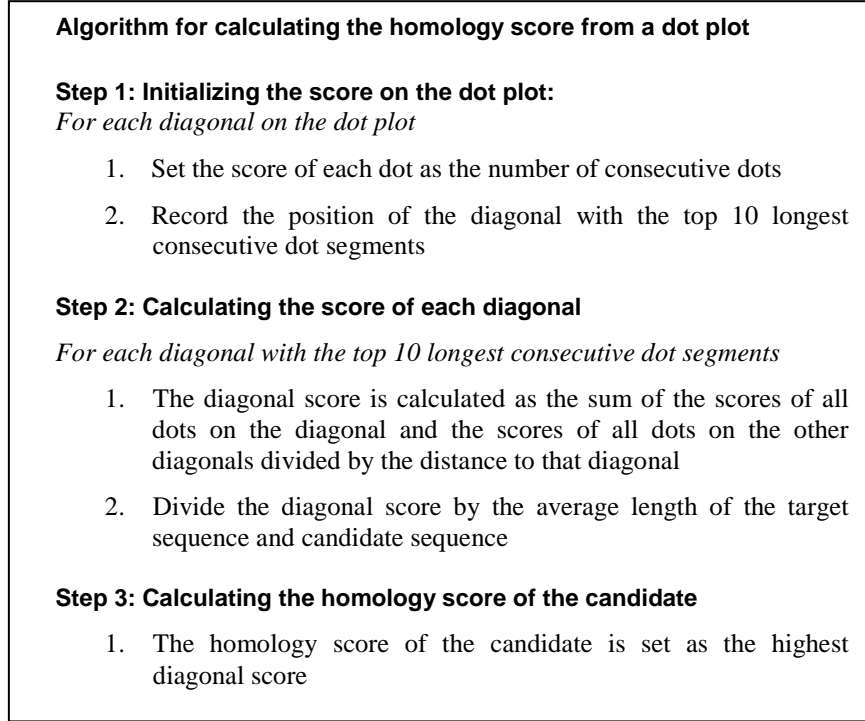 Algorithm for calculating the homology score from a dot plot
Step 1: Initializing the score on the dot plot:
For each diagonal on the dot plot
1. Set the score of each dot as the number of consecutive dots
2. Record the position of the diagonal with the top 10 longest
consecutive dot segments
Step 2: Calculating the score of each diagonal
For each diagonal with the top 10 longest consecutive dot segments
1. The diagonal score is calculated as the sum of the scores of all
dots on the diagonal and the scores of all dots on the other
diagonals divided by the distance to that diagonal
2. Divide the diagonal score by the average length of the target
sequence and candidate sequence
Step 3: Calculating the homology score of the candidate
1. The homology score of the candidate is set as the highest
diagonal score